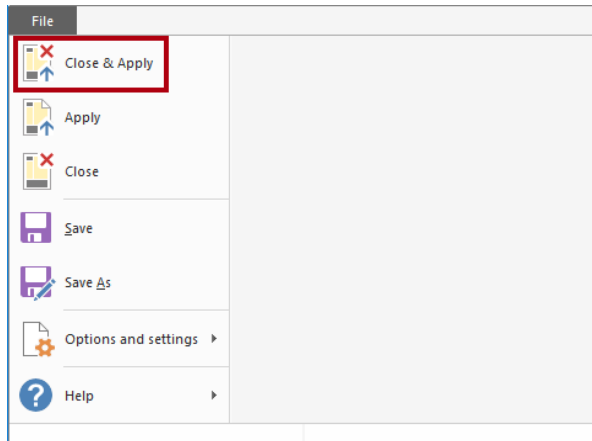 File
Close & Apply
Apply
Close
Save
Save As
Options and settings
Help